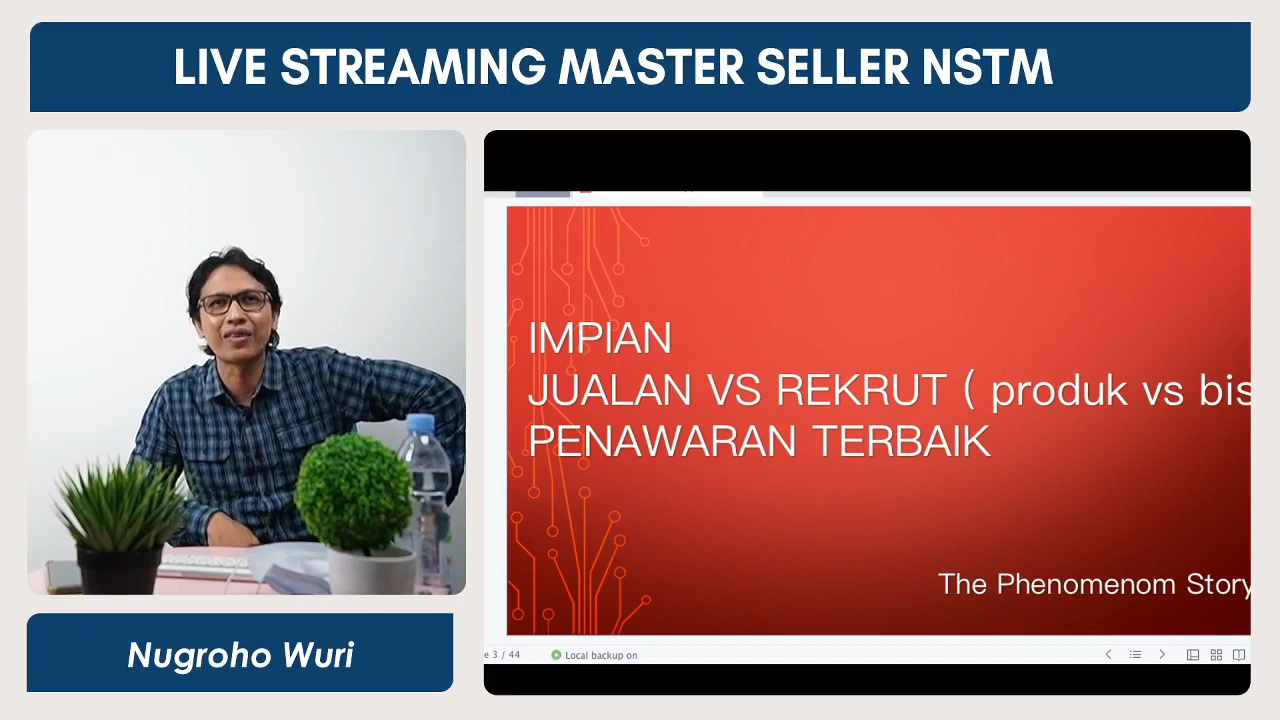 LIVE STREAMING MASTER SELLER NSTM
IMPIAN
JUALAN VS REKRUT ( produk vs bis
PENAWARAN TERBAIK
The Phenomenom Story
3 / 44
Local backup on
Nugroho Wuri